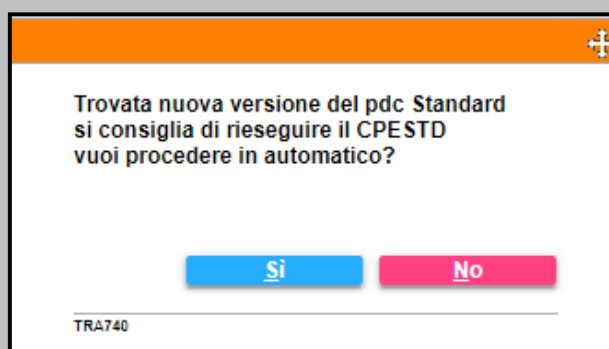 Trovata nuova versione del pdc Standard
si consiglia di rieseguire il CPESTD
vuoi procedere in automatico?
Sì No
TRA740